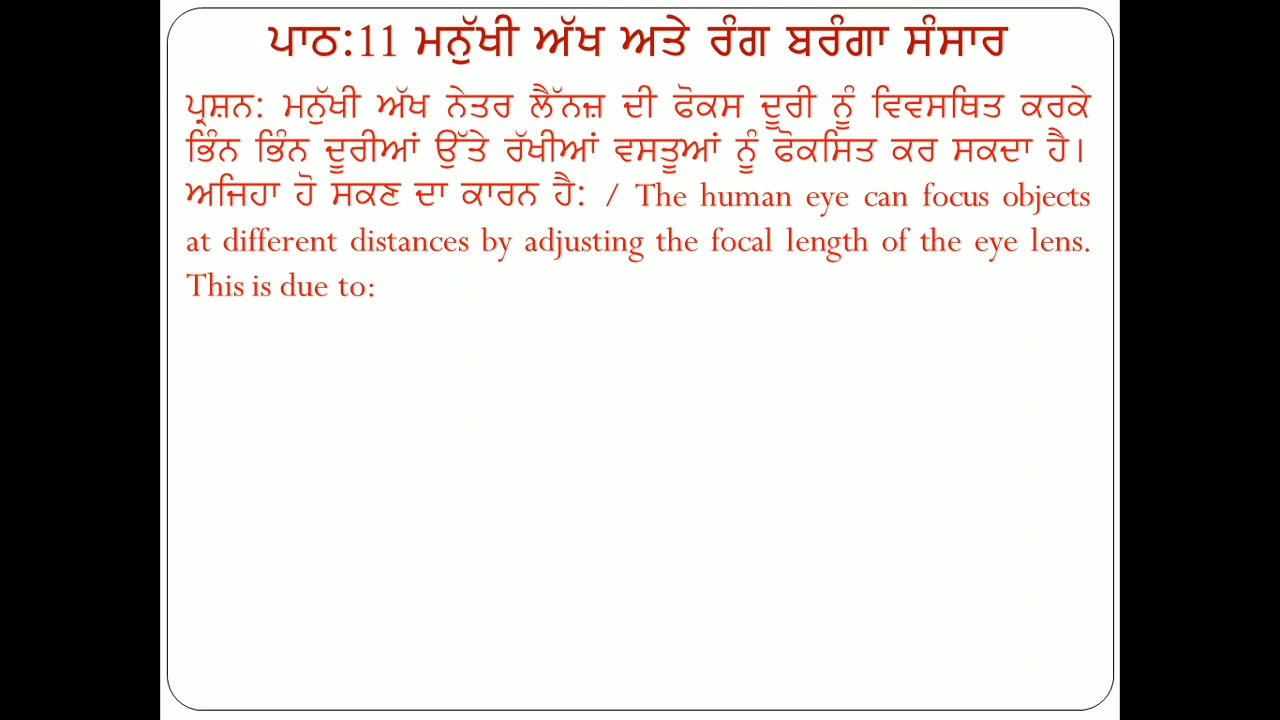 ਪਾਠ:11 ਮਨੁੱਖੀ ਅੱਖ ਅਤੇ ਰੰਗ ਬਰੰਗਾ ਸੰਸਾਰ
ਪ੍ਰਸ਼ਨ: ਮਨੁੱਖੀ ਅੱਖ ਨੇਤਰ ਲੈੱਨਜ਼ ਦੀ ਫੋਕਸ ਦੂਰੀ ਨੂੰ ਵਿਵਸਥਿਤ ਕਰਕੇ
ਭਿੰਨ ਭਿੰਨ ਦੂਰੀਆਂ ਉੱਤੇ ਰੱਖੀਆਂ ਵਸਤੂਆਂ ਨੂੰ ਫੋਕਸਿਤ ਕਰ ਸਕਦਾ ਹੈ।
ਅਜਿਹਾ ਹੋ ਸਕਣ ਦਾ ਕਾਰਨ ਹੈ: / The human eye can focus objects
at different distances by adjusting the focal length of the eye lens.
This is due to: